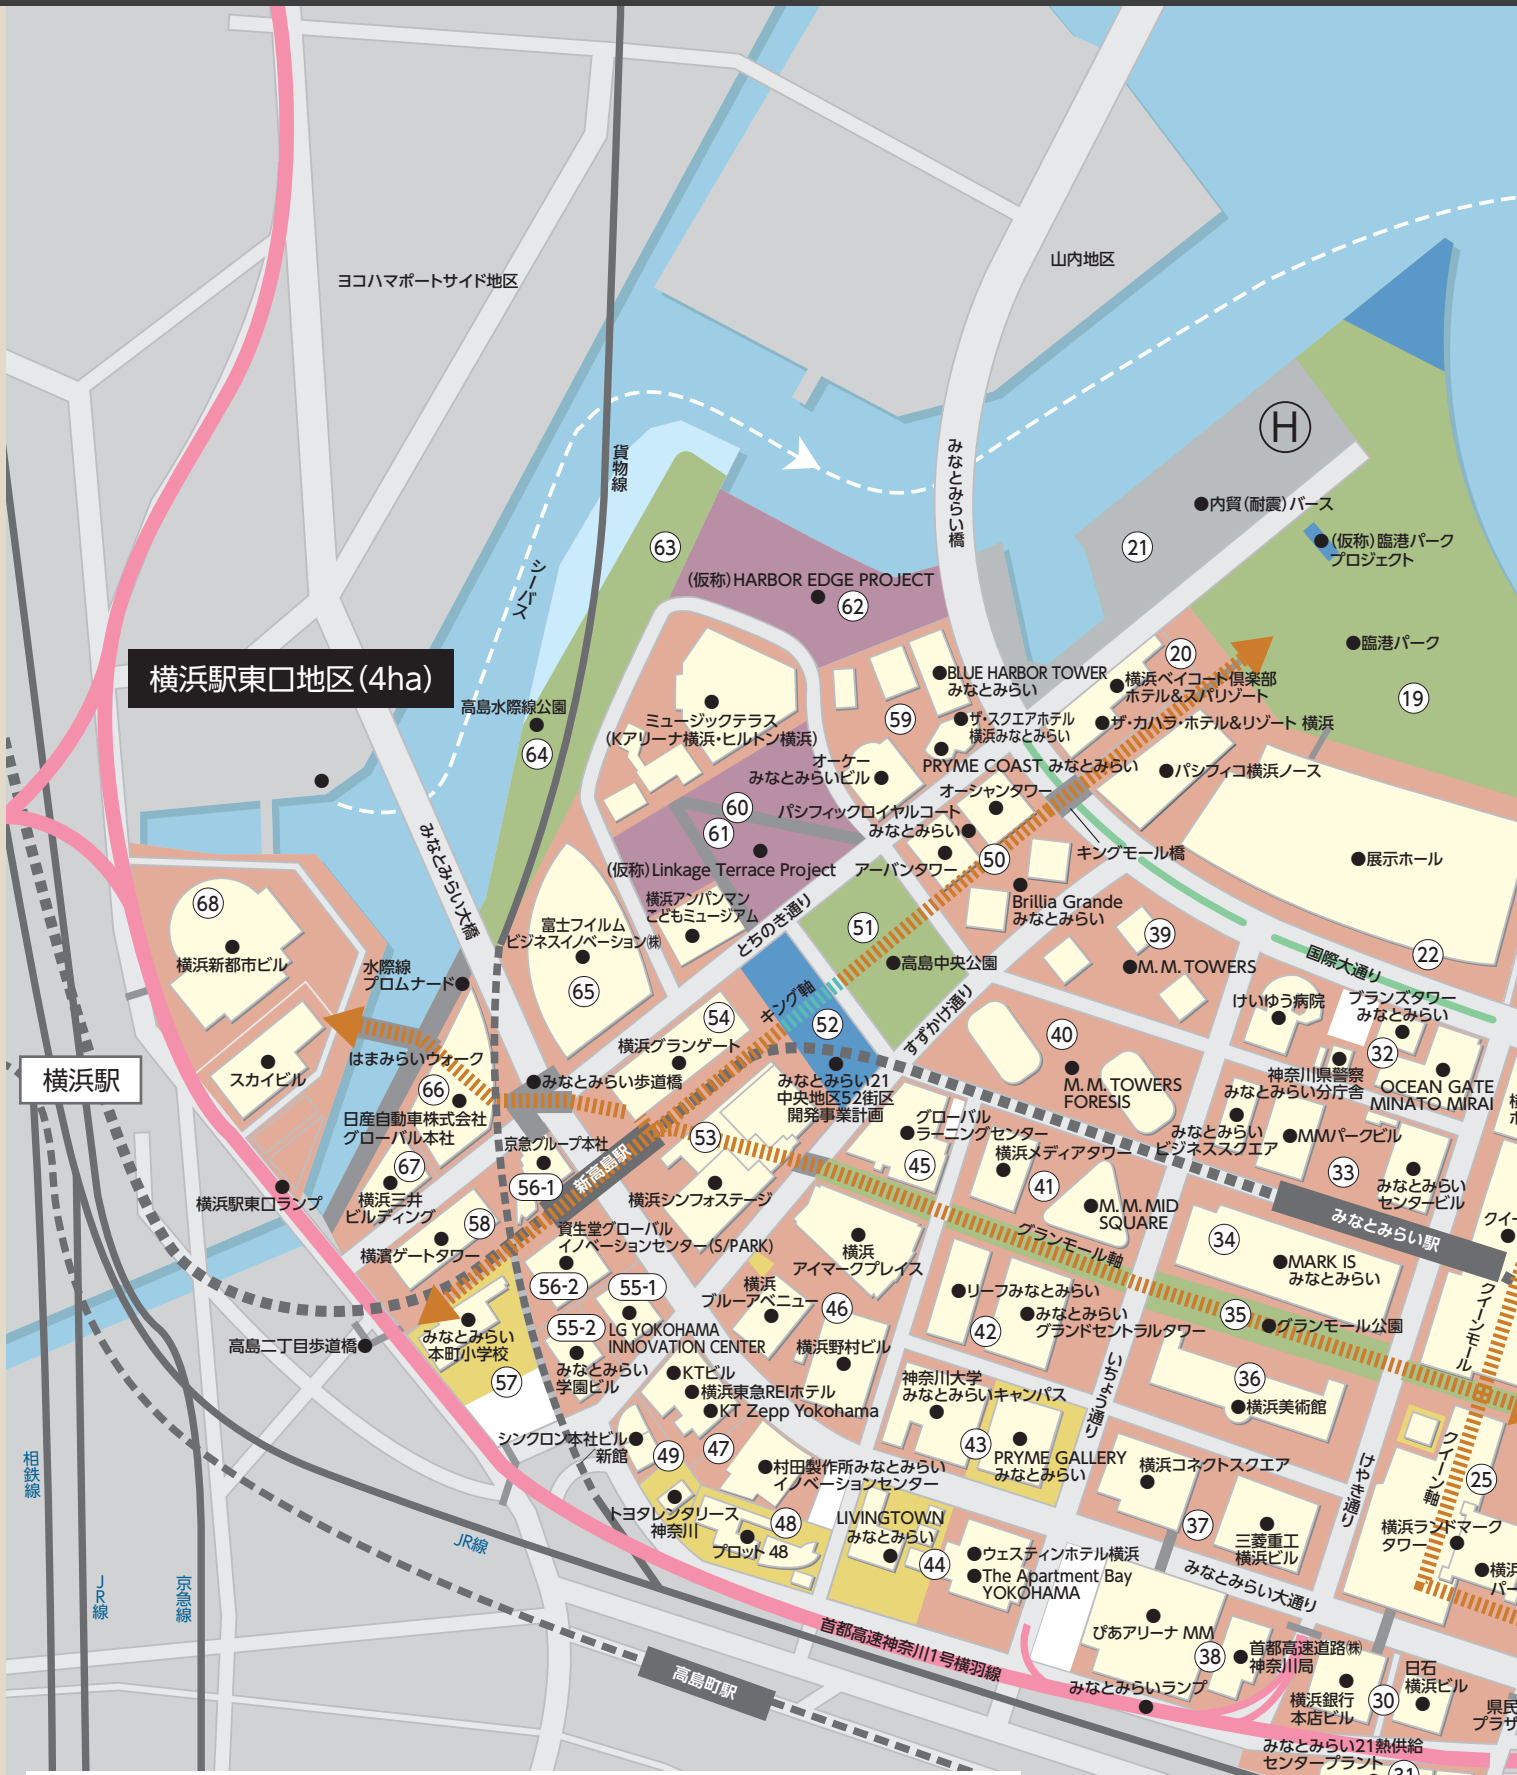 ヨコハマポートサイド地区
山内地区
貨物線
シーバス
みなとみらい橋
H
内貿(耐震)バース
21
(仮称)臨港パーク
プロジェクト
63
(仮称)HARBOR EDGE PROJECT
62
臨港パーク
19
横浜駅東口地区(4ha)
高島水際線公園
64
ミュージックテラス
(Kアリーナ横浜・ヒルトン横浜)
BLUE HARBOR TOWER
みなとみらい
59
ザ・スクエアホテル
横浜みなとみらい
20
横浜ベイコート倶楽部
ホテル&スパリゾート
ザ・カハラ・ホテル&リゾート 横浜
オーケー
みなとみらいビル
PRYME COAST みなとみらい
パシフィコ横浜ノース
オーシャンタワー
60
61
パシフィックロイヤルコート
みなとみらい
アーバンタワー
50
キングモール橋
展示ホール
(仮称)Linkage Terrace Project
横浜アンパンマン
こどもミュージアム
とちのき通り
みなとみらい大橋
68
横浜新都市ビル
水際線
プロムナード
富士フイルム
ビジネスイノベーション㈱
65
51
高島中央公園
Brillia Grande
みなとみらい
39
M.M.TOWERS
国際大通り
22
キング軸
52
すずかけ通り
54
横浜グランゲート
40
M.M.TOWERS
FORESIS
けいゆう病院
ブランズタワー
みなとみらい
32
OCEAN GATE
MINATO MIRAI
神奈川県警察
みなとみらい分庁舎
横浜駅
スカイビル
はまみらいウォーク
66
日産自動車株式会社
グローバル本社
みなとみらい歩道橋
みなとみらい21
中央地区52街区
開発事業計画
グローバル
ラーニングセンター
45
横浜メディアタワー
41
みなとみらい
ビジネススクエア
MMパークビル
33
みなとみらい
センタービル
67
横浜三井
ビルディング
京急グループ本社
56-1
新高島駅
53
横浜シンフォステージ
M.M.MID
SQUARE
みなとみらい駅
横浜駅東口ランプ
58
横濱ゲートタワー
資生堂グローバル
イノベーションセンター(S/PARK)
56-2
55-1
横浜
アイマークプレイス
グランモール軸
34
MARK IS
みなとみらい
クイーンモール
横浜
ブルーアベニュー
46
リーフみなとみらい
みなとみらい
グランドセントラルタワー
42
35
グランモール公園
高島二丁目歩道橋
みなとみらい
本町小学校
57
55-2
LG YOKOHAMA
INNOVATION CENTER
みなとみらい
学園ビル
横浜野村ビル
KTビル
横浜東急REIホテル
KT Zepp Yokohama
神奈川大学
みなとみらいキャンパス
いちょう通り
36
横浜美術館
シンクロン本社ビル
新館
49
47
村田製作所みなとみらい
イノベーションセンター
43
PRYME GALLERY
みなとみらい
横浜コネクトスクエア
けやき通り
クイーン軸
25
トヨタレンタリース
神奈川
48
プロット48
LIVINGTOWN
みなとみらい
44
37
三菱重工
横浜ビル
横浜ランドマーク
タワー
ウェスティンホテル横浜
The Apartment Bay
YOKOHAMA
みなとみらい大通り
相鉄線
JR線
JR線
京急線
首都高速神奈川1号横羽線
高島町駅
ぴあアリーナ MM
38
首都高速道路㈱
神奈川局
みなとみらいランプ
横浜銀行
本店ビル
30
日石
横浜ビル
みなとみらい21熱供給
センタープラント
31